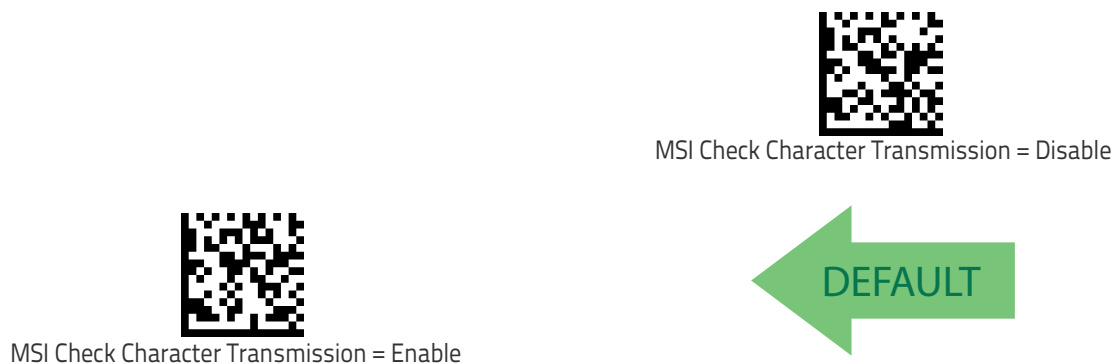 MSI Check Character Transmission = Disable
DEFAULT
MSI Check Character Transmission = Enable